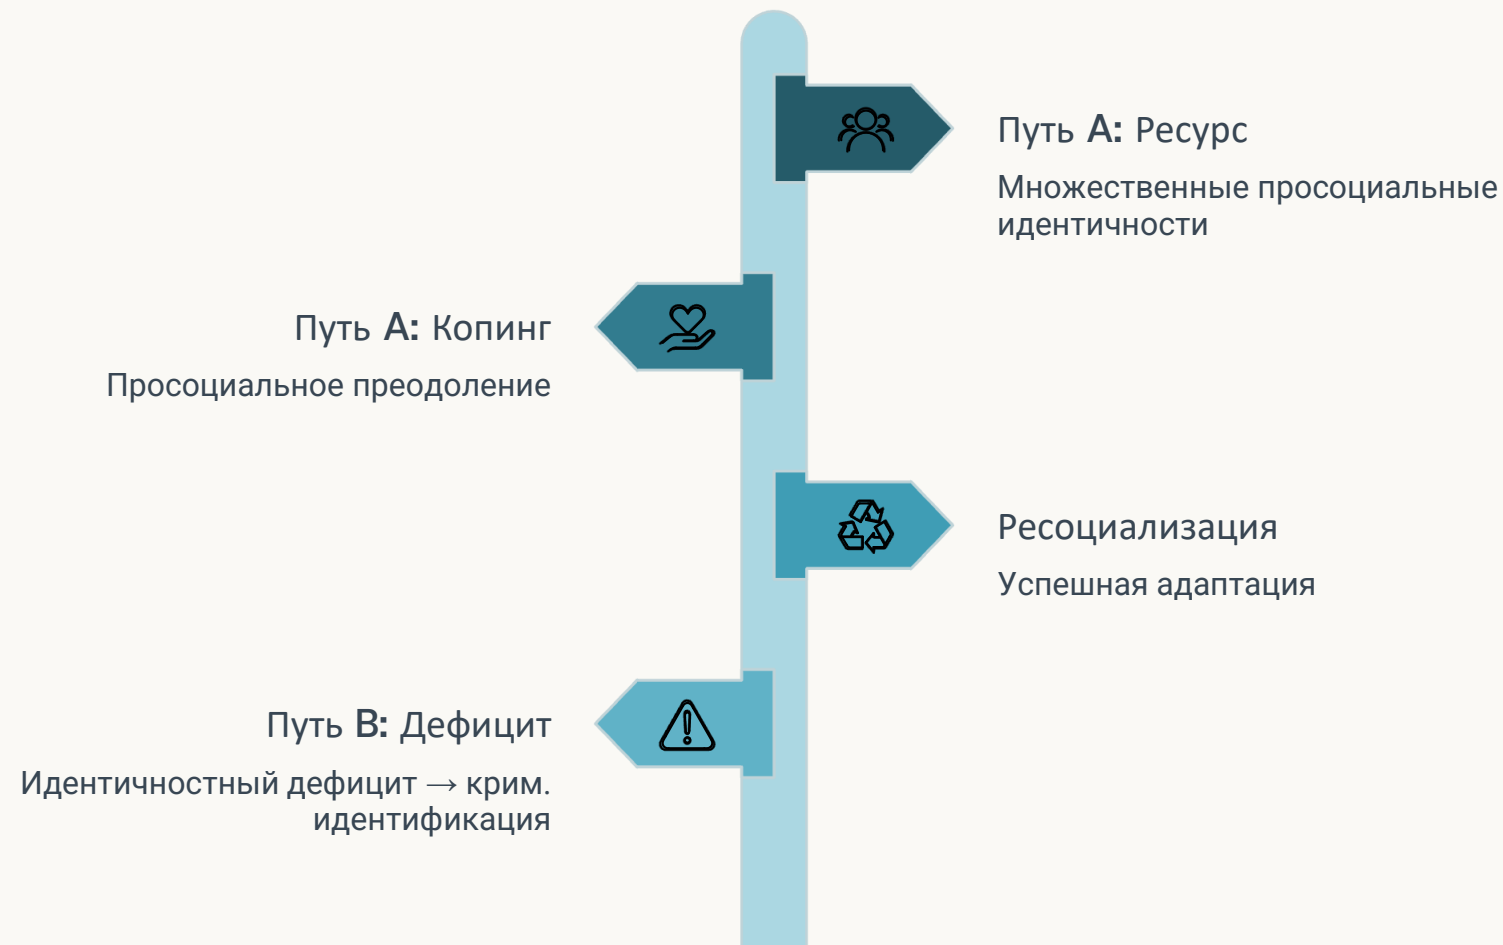 Путь A: Ресурс
Множественные просоциальные
идентичности
Путь A: Копинг
Просоциальное преодоление
Ресоциализация
Успешная адаптация
Путь B: Дефицит
Идентичностный дефицит → крим.
идентификация